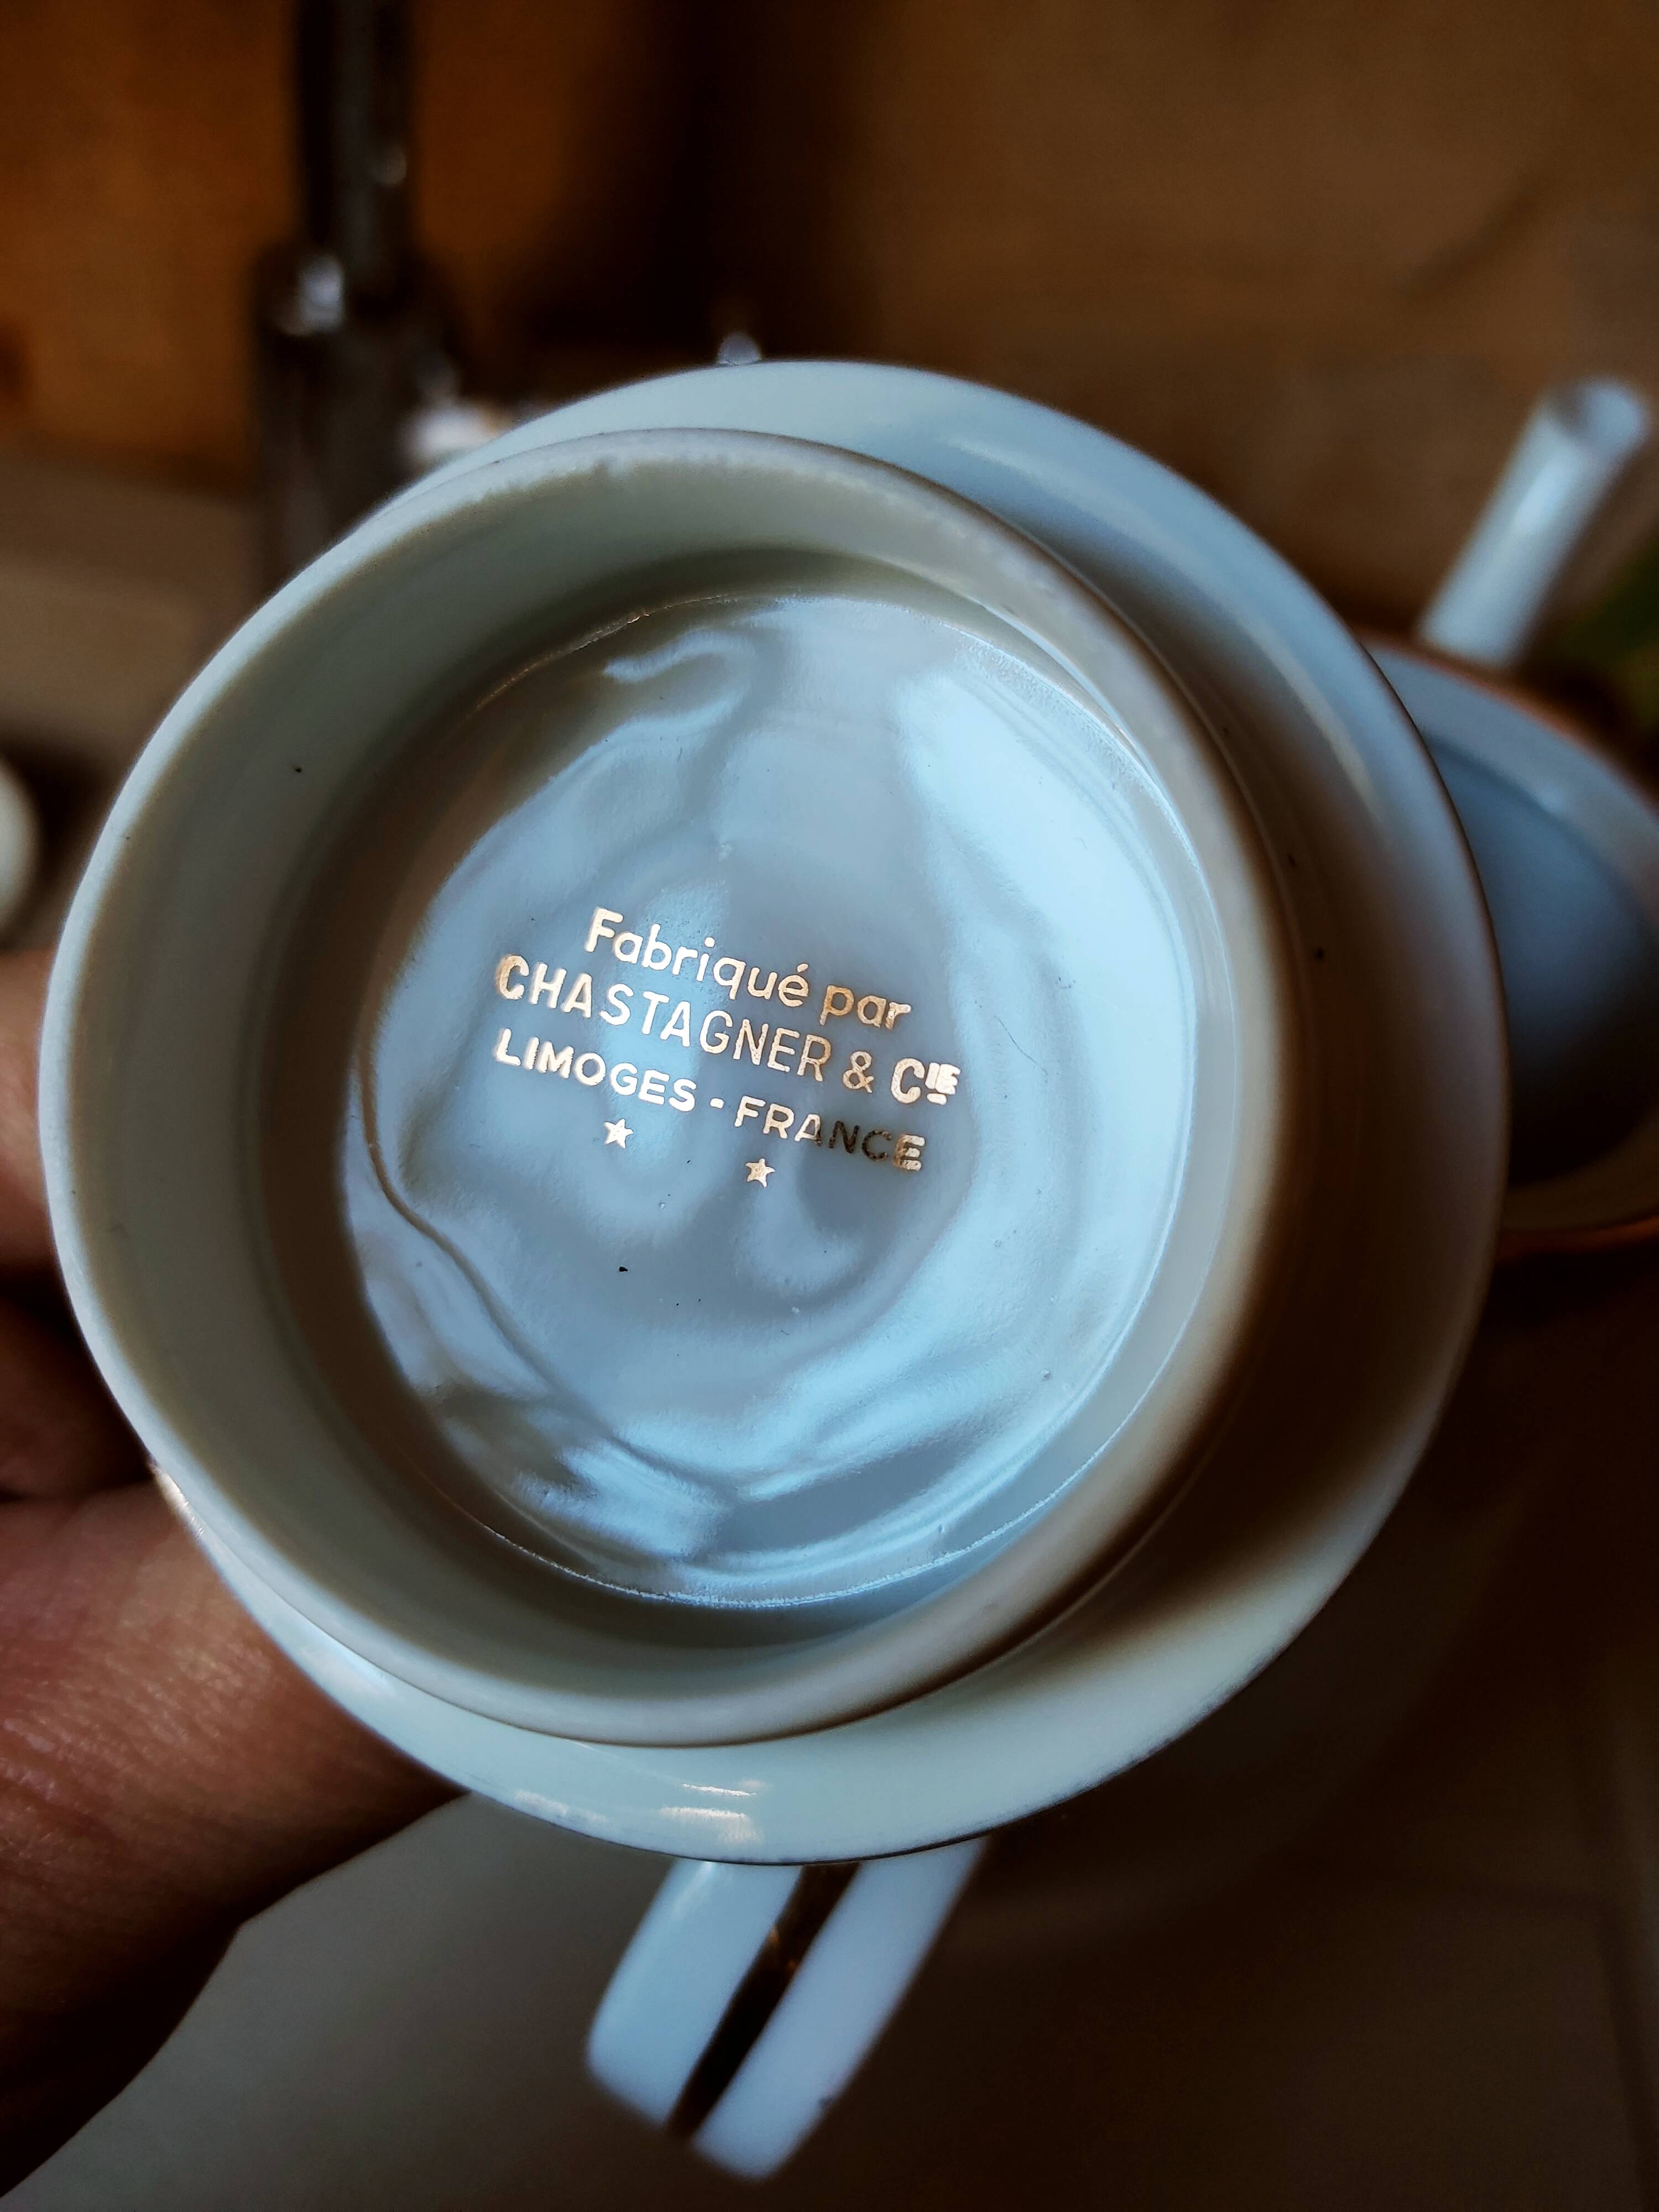 Fabriqué par
CHASTAGNER & Cie
LIMOGES - FRANCE